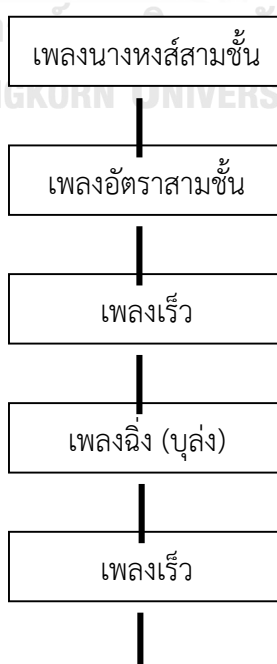 เพลงนางหงส์สามชั้น
NGKORN UNIVERS
เพลงอัตราสามชั้น
เพลงเร็ว
เพลงฉิ่ง (บุล่ง)
เพลงเร็ว